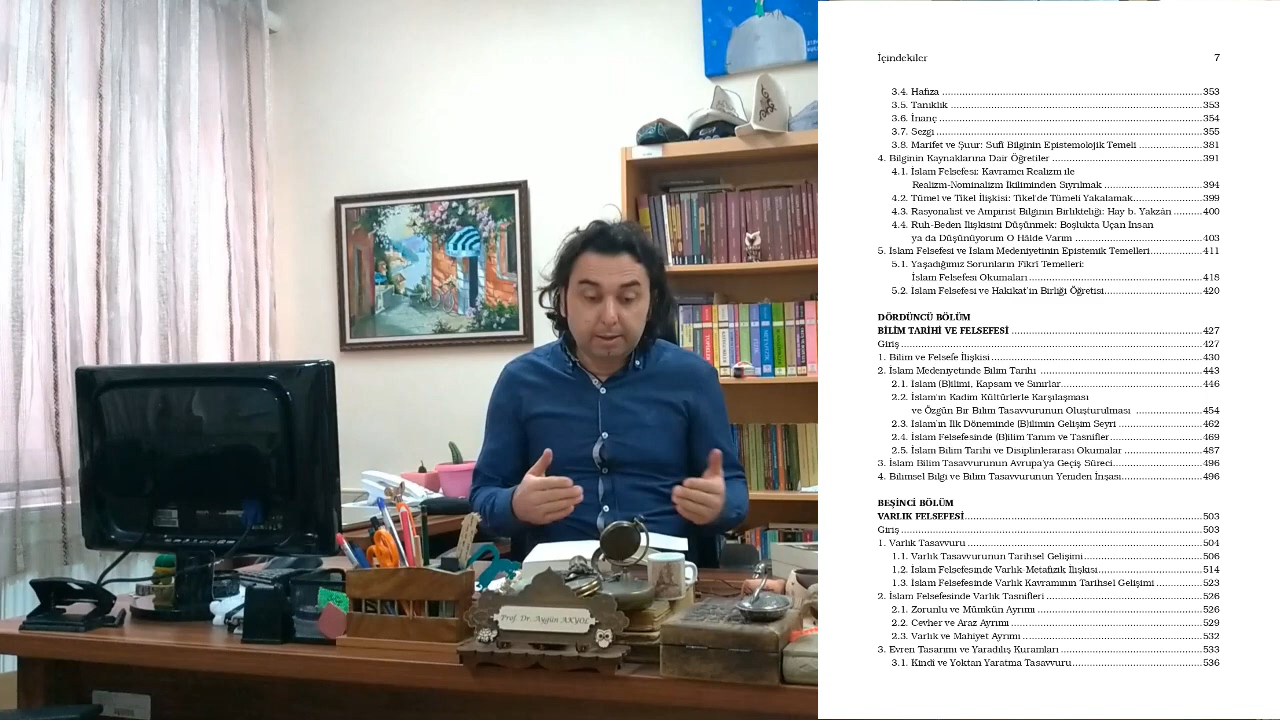 Prof. Dr. Aygün AKYOL
İçindekiler 7
3.4. Hafıza 353
3.5. Tanıklık 353
3.6. İnanç 354
3.7. Sezgi 355
3.8. Marifet ve Şuur: Sufi Bilginin Epistemolojik Temeli 381
4. Bilginin Kaynaklarına Dair Öğretiler 391
4.1. İslam Felsefesi: Kavramcı Realizm ile
Realizm-Nominalizm İkiliminden Sıyrılmak 394
4.2. Tümel ve Tikel İlişkisi: Tikel'de Tümeli Yakalamak 399
4.3. Rasyonalist ve Ampirist Bilginin Birlikteliği: Hay b. Yakzân 400
4.4. Ruh-Beden İlişkisini Düşünmek: Boşlukta Uçan İnsan
ya da Düşünüyorum O Hâlde Varım 403
5. İslam Felsefesi ve İslam Medeniyetinin Epistemik Temelleri 411
5.1. Yaşadığımız Sorunların Fikrî Temelleri:
İslam Felsefesi Okumaları 418
5.2. İslam Felsefesi ve Hakikat'in Birliği Öğretisi 420
DÖRDÜNCÜ BÖLÜM
BİLİM TARİHİ VE FELSEFESİ 427
Giriş 427
1. Bilim ve Felsefe İlişkisi 430
2. İslam Medeniyetinde Bilim Tarihi 443
2.1. İslam (B)ilimi, Kapsam ve Sınırlar 446
2.2. İslam'ın Kadim Kültürlerle Karşılaşması
ve Özgün Bir Bilim Tasavvurunun Oluşturulması 454
2.3. İslam'ın İlk Döneminde (B)ilimin Gelişim Seyri 462
2.4. İslam Felsefesinde (B)ilim Tanım ve Tasnifler 469
2.5. İslam Bilim Tarihi ve Disiplinlerarası Okumalar 487
3. İslam Bilim Tasavvurunun Avrupa'ya Geçiş Süreci 496
4. Bilimsel Bilgi ve Bilim Tasavvurunun Yeniden İnşası 496
BEŞİNCİ BÖLÜM
VARLIK FELSEFESİ 503
Giriş 503
1. Varlık Tasavvuru 504
1.1. Varlık Tasavvurunun Tarihsel Gelişimi 506
1.2. İslam Felsefesinde Varlık Metafizik İlişkisi 514
1.3. İslam Felsefesinde Varlık Kavramının Tarihsel Gelişimi 523
2. İslam Felsefesinde Varlık Tasnifleri 526
2.1. Zorunlu ve Mümkün Ayrımı 526
2.2. Cevher ve Araz Ayrımı 529
2.3. Varlık ve Mahiyet Ayrımı 532
3. Evren Tasarımı ve Yaradılış Kuramları 533
3.1. Kindî ve Yoktan Yaratma Tasavvuru 536